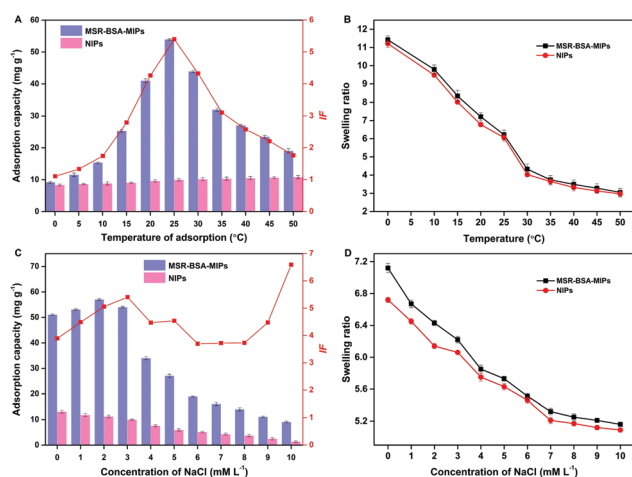 A
MSR-BSA-MIPs
NIPs
Adsorption capacity (mg g⁻¹)
60
50
40
30
20
10
0
6
5
4
3
2
1
0
IF
0 5 10 15 20 25 30 35 40 45 50
Temperature of adsorption (°C)
B
MSR-BSA-MIPs
NIPs
Swelling ratio
12
11
10
9
8
7
6
5
4
3
2
0 10 15 20 25 30 35 40 45 50
Temperature (°C)
C
MSR-BSA-MIPs
NIPs
Adsorption capacity (mg g⁻¹)
70
60
50
40
30
20
10
0
7
6
5
4
3
2
1
0
IF
0 1 2 3 4 5 6 7 8 9 10
Concentration of NaCl (mM L⁻¹)
D
MSR-BSA-MIPs
NIPs
Swelling ratio
7.2
6.8
6.4
6.0
5.6
5.2
0 1 2 3 4 5 6 7 8 9 10
Concentration of NaCl (mM L⁻¹)